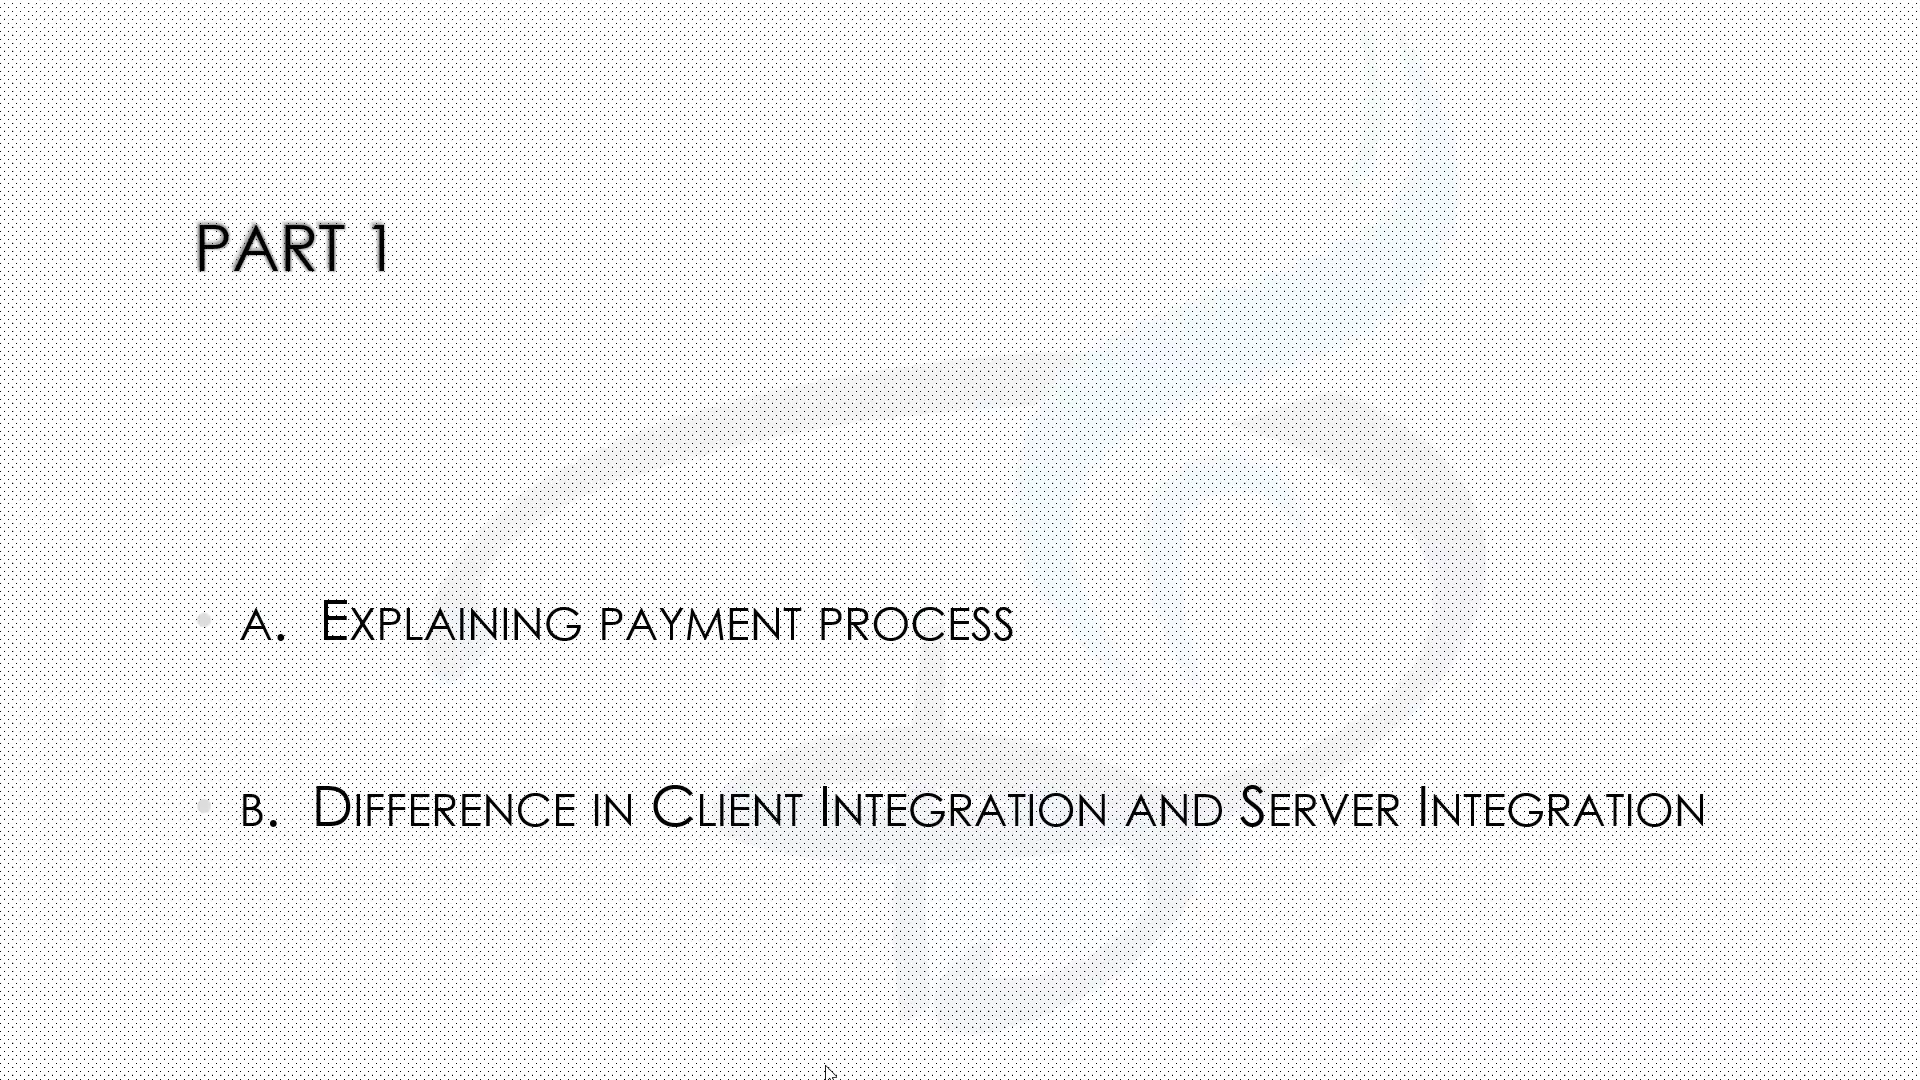 PART 1
A. Explaining payment process
B. Difference in Client Integration and Server Integration